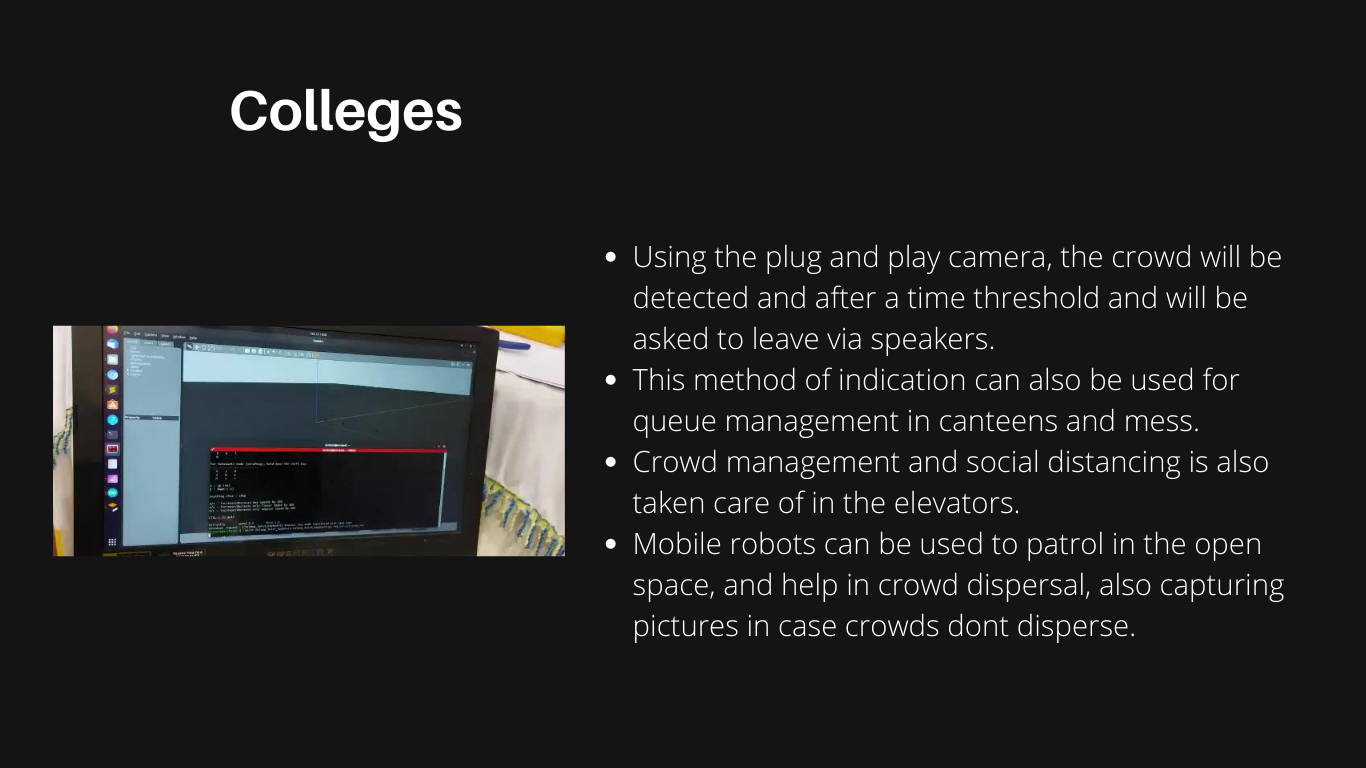 Colleges
• Using the plug and play camera, the crowd will be
detected and after a time threshold and will be
asked to leave via speakers.
• This method of indication can also be used for
queue management in canteens and mess.
• Crowd management and social distancing is also
taken care of in the elevators.
• Mobile robots can be used to patrol in the open
space, and help in crowd dispersal, also capturing
pictures in case crowds dont disperse.